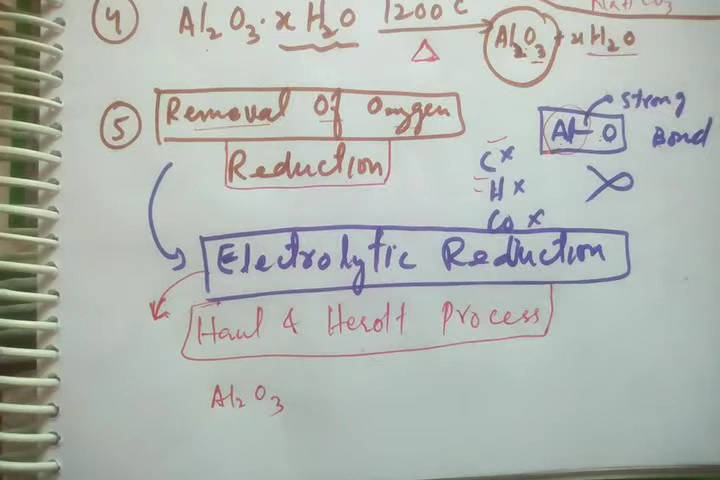 NaHCO3
④ Al2O3·xH2O 1200°C Δ Al2O3 + xH2O
⑤ Removal Of Oxygen
Reduction
Al-O strong Bond
C ×
H ×
Co ×
Electrolytic Reduction
Haul & Herolt Process
Al2O3